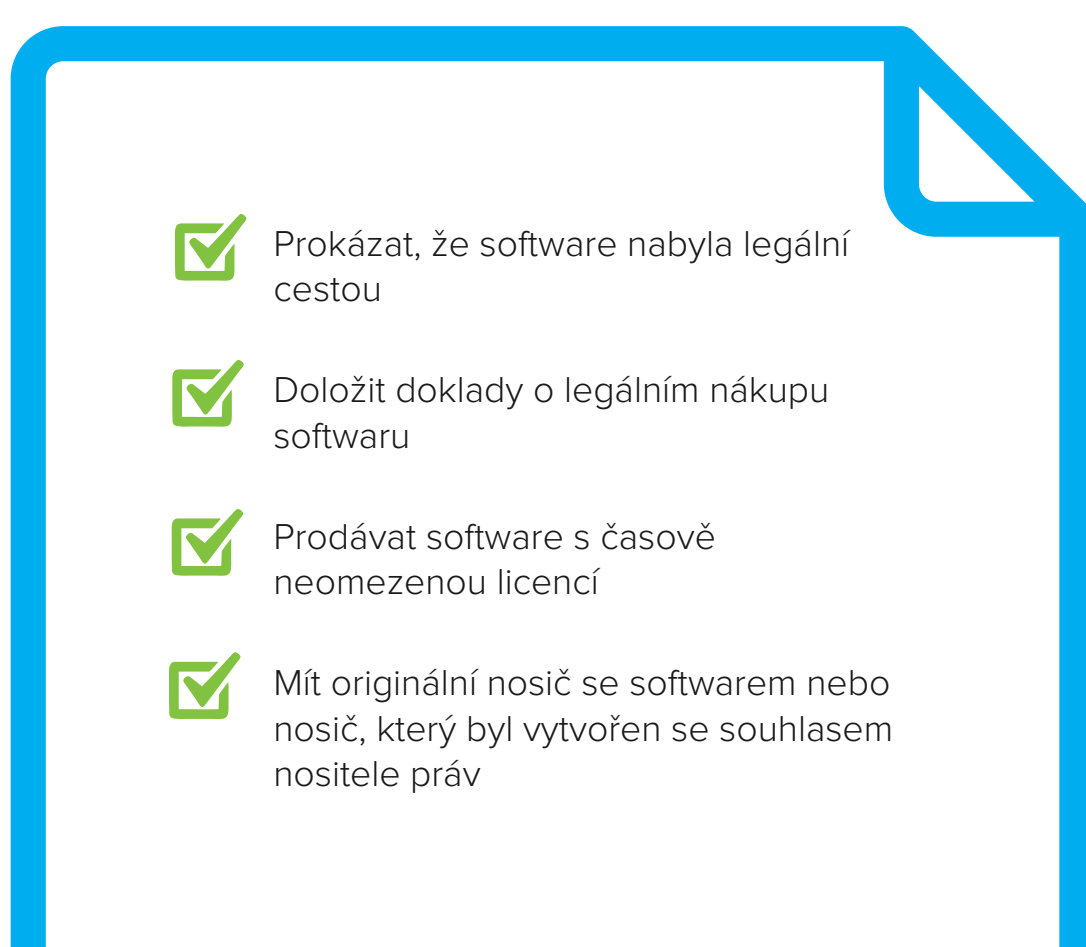 Prokázat, že software nabyla legální
cestou
Doložit doklady o legálním nákupu
softwaru
Prodávat software s časově
neomezenou licencí
Mít originální nosič se softwarem nebo
nosič, který byl vytvořen se souhlasem
nositele práv